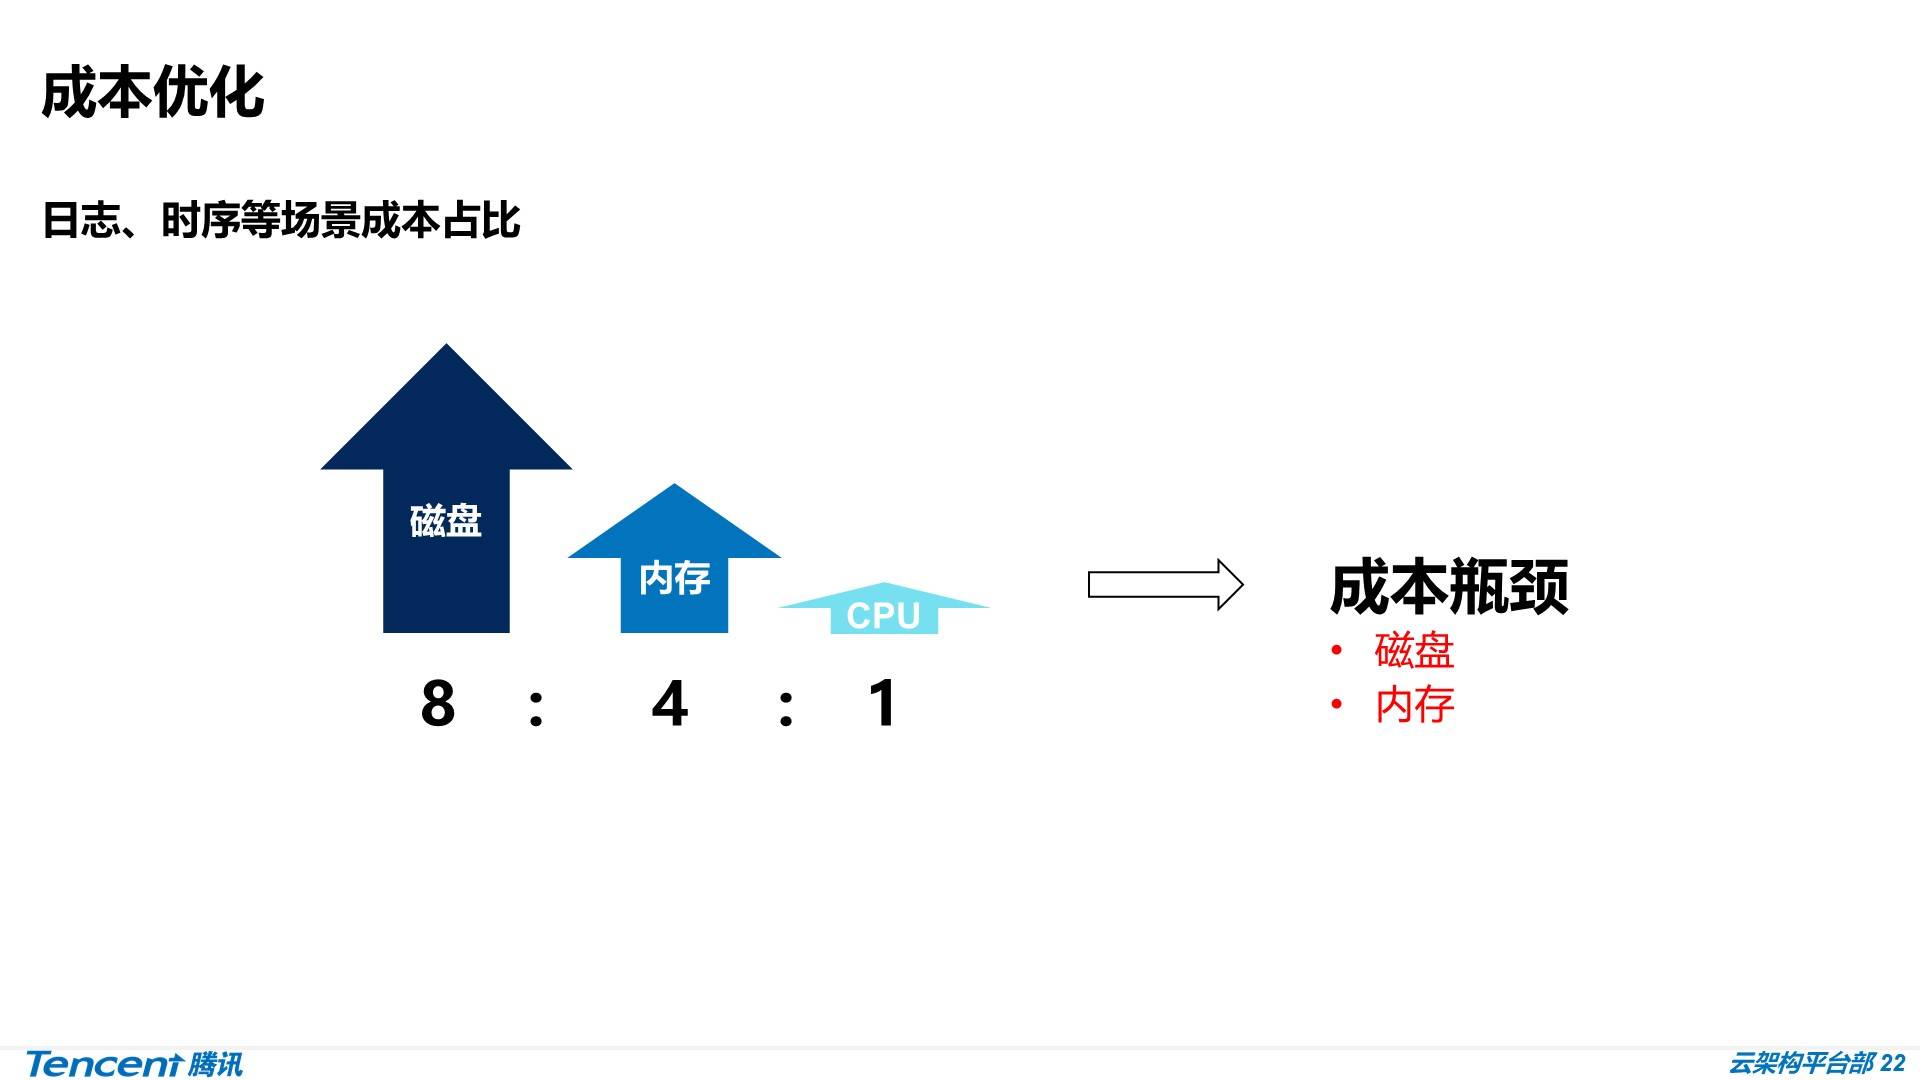 成本优化
日志、时序等场景成本占比
磁盘
内存
CPU
8 : 4 : 1
成本瓶颈
• 磁盘
• 内存
Tencent 腾讯
云架构平台部 22